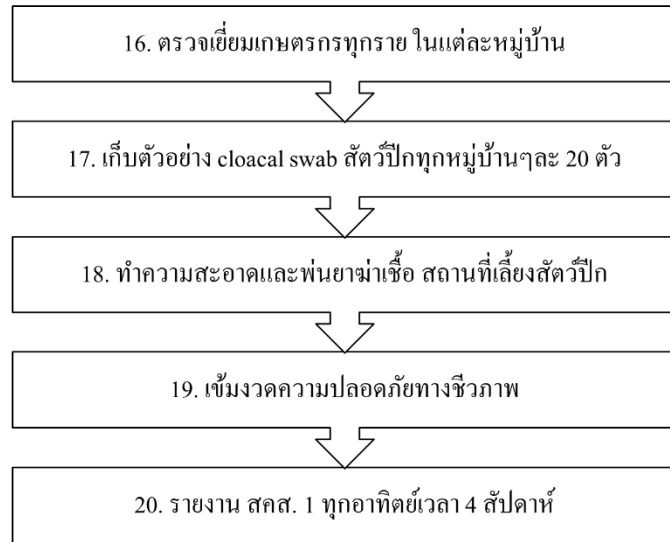 16. ตรวจเยี่ยมเกษตรกรทุกราย ในแต่ละหมู่บ้าน
17. เก็บตัวอย่าง cloacal swab สัตว์ปีกทุกหมู่บ้านๆละ 20 ตัว
18. ทำความสะอาดและพ่นยาฆ่าเชื้อ สถานที่เลี้ยงสัตว์ปีก
19. เข้มงวดความปลอดภัยทางชีวภาพ
20. รายงาน สคส. 1 ทุกอาทิตย์เวลา 4 สัปดาห์